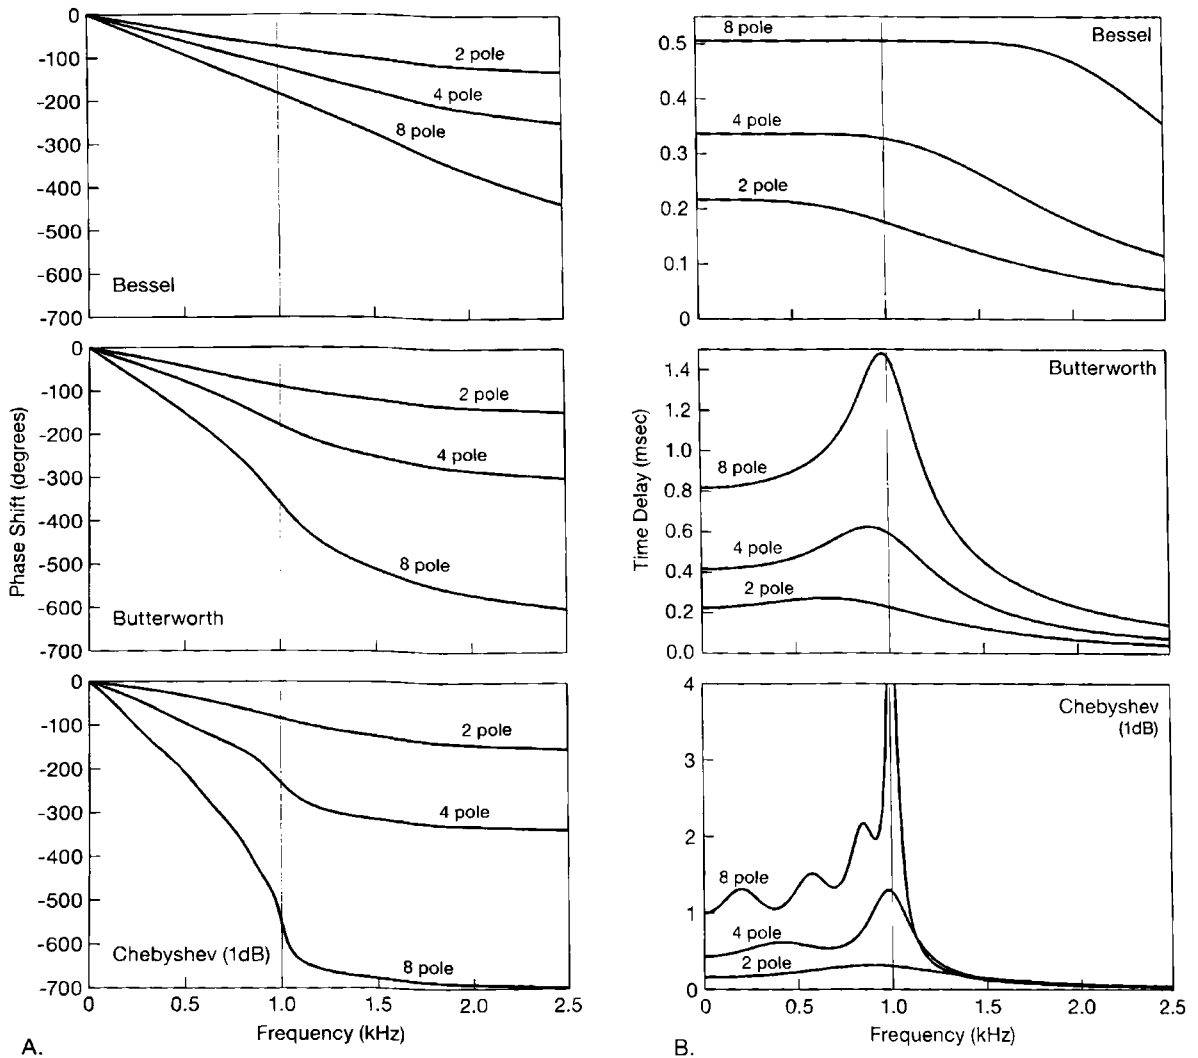 0
-100
-200
-300
-400
-500
-600
-700
2 pole
4 pole
8 pole
Bessel
0
-100
-200
-300
-400
-500
-600
-700
2 pole
4 pole
8 pole
Butterworth
Phase Shift (degrees)
0
-100
-200
-300
-400
-500
-600
-700
2 pole
4 pole
8 pole
Chebyshev (1dB)
0 0.5 1.0 1.5 2.0 2.5
Frequency (kHz)
A.
0.5
0.4
0.3
0.2
0.1
0
8 pole
4 pole
2 pole
Bessel
1.4
1.2
1.0
0.8
0.6
0.4
0.2
0.0
8 pole
4 pole
2 pole
Butterworth
Time Delay (msec)
4
3
2
1
0
8 pole
4 pole
2 pole
Chebyshev
(1dB)
0 0.5 1.0 1.5 2.0 2.5
Frequency (kHz)
B.